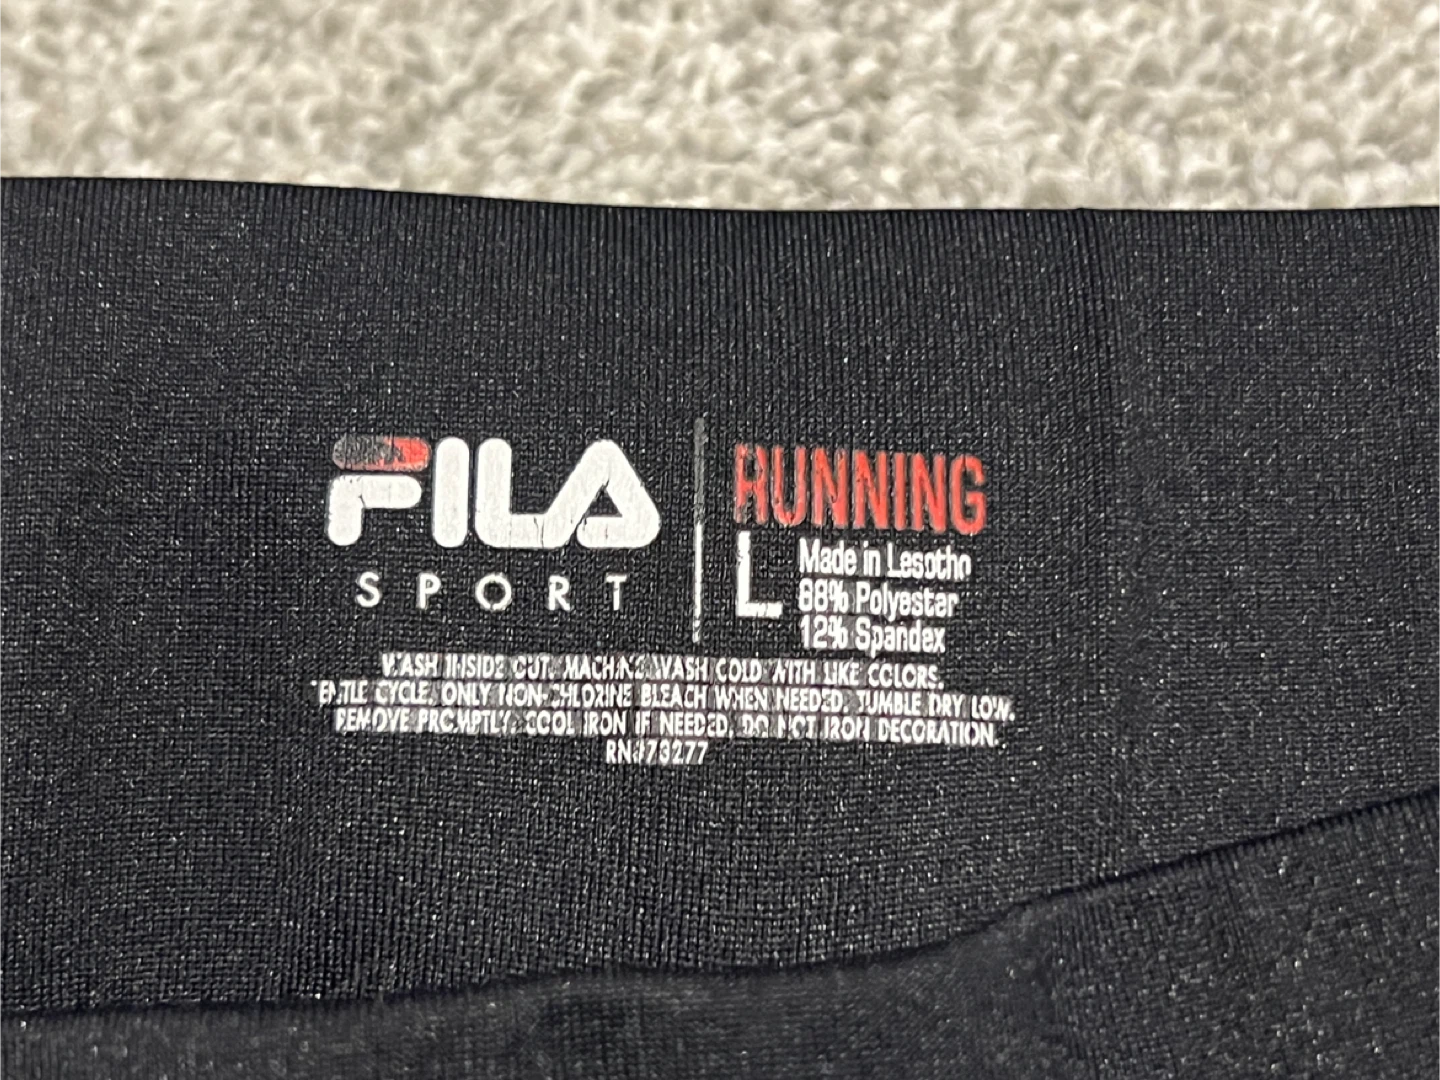 FILA
SPORT
RUNNING
L
Made in Lesotho
88% Polyester
12% Spandex
WASH INSIDE OUT. MACHINE WASH COLD WITH LIKE COLORS.
GENTLE CYCLE. ONLY NON-CHLORINE BLEACH WHEN NEEDED. TUMBLE DRY LOW.
REMOVE PROMPTLY. COOL IRON IF NEEDED, DO NOT IRON DECORATION.
RN#73277